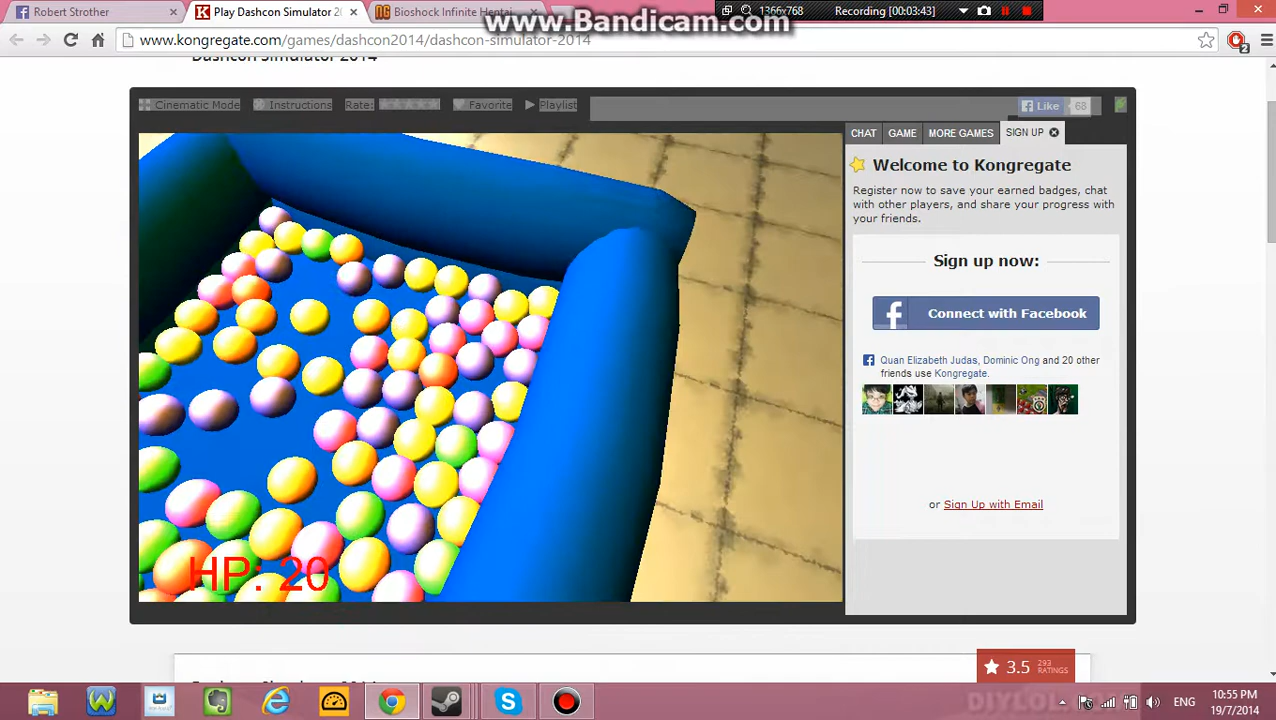 Robert Strother
Play Dashcon Simulator 20
Bioshock Infinite Hentai
www.Bandicam.com
1366x768
Recording [00:03:43]
www.kongregate.com/games/dashcon2014/dashcon-simulator-2014
2
Dashcon Simulator 2014
Cinematic Mode
Instructions
Rate:
Favorite
Playlist
Like
68
CHAT
GAME
MORE GAMES
SIGN UP
Welcome to Kongregate
Register now to save your earned badges, chat
with other players, and share your progress with
your friends.
Sign up now:
Connect with Facebook
Quan Elizabeth Judas, Dominic Ong and 20 other
friends use Kongregate.
or Sign Up with Email
HP: 20
3.5
293
RATINGS
ENG
10:55 PM
19/7/2014